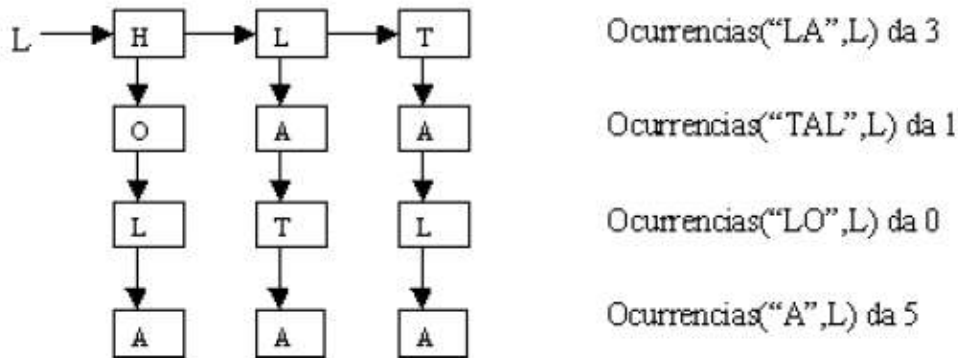 L H L T Ocurrencias(“LA”,L) da 3
O A A Ocurrencias(“TAL”,L) da 1
L T L Ocurrencias(“LO”,L) da 0
A A A Ocurrencias(“A”,L) da 5